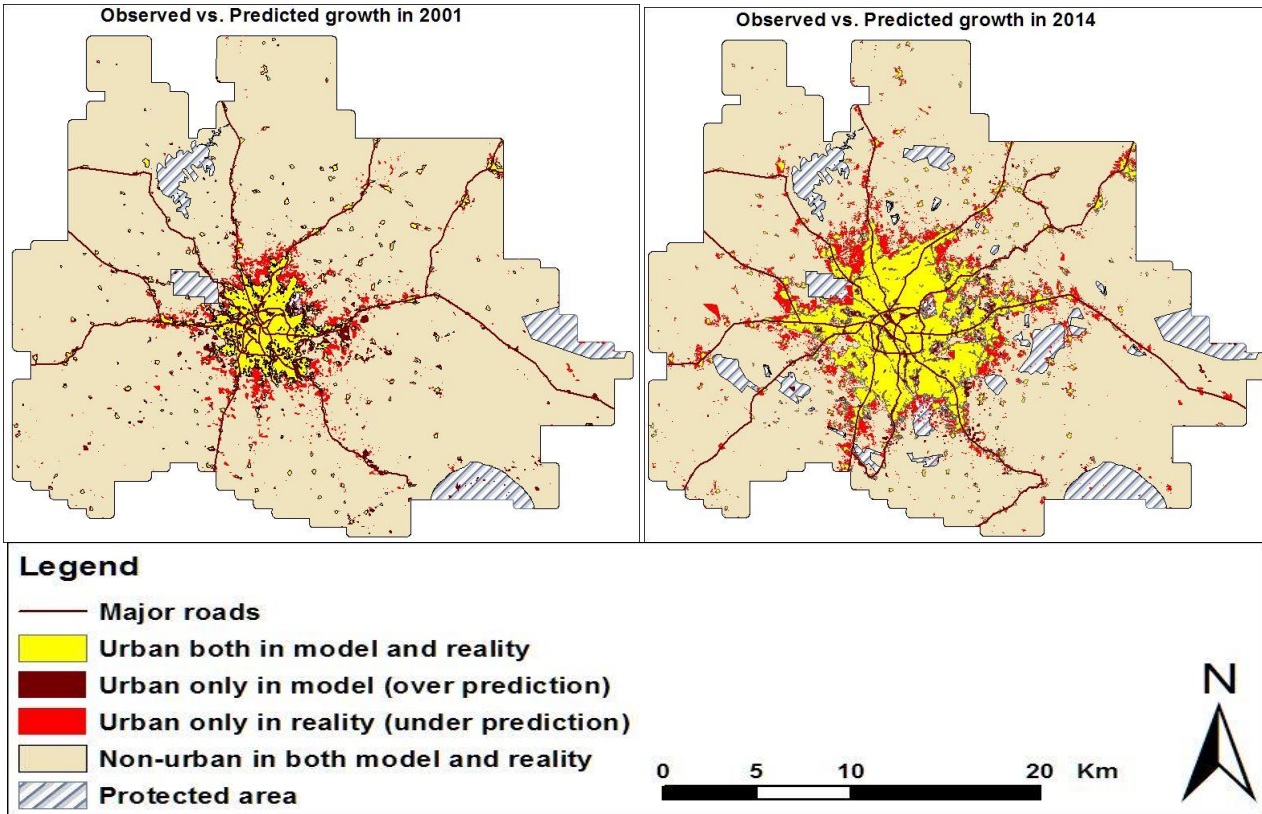 Observed vs. Predicted growth in 2001
Observed vs. Predicted growth in 2014
Legend
Major roads
Urban both in model and reality
Urban only in model (over prediction)
Urban only in reality (under prediction)
Non-urban in both model and reality
Protected area
0 5 10 20 Km
N